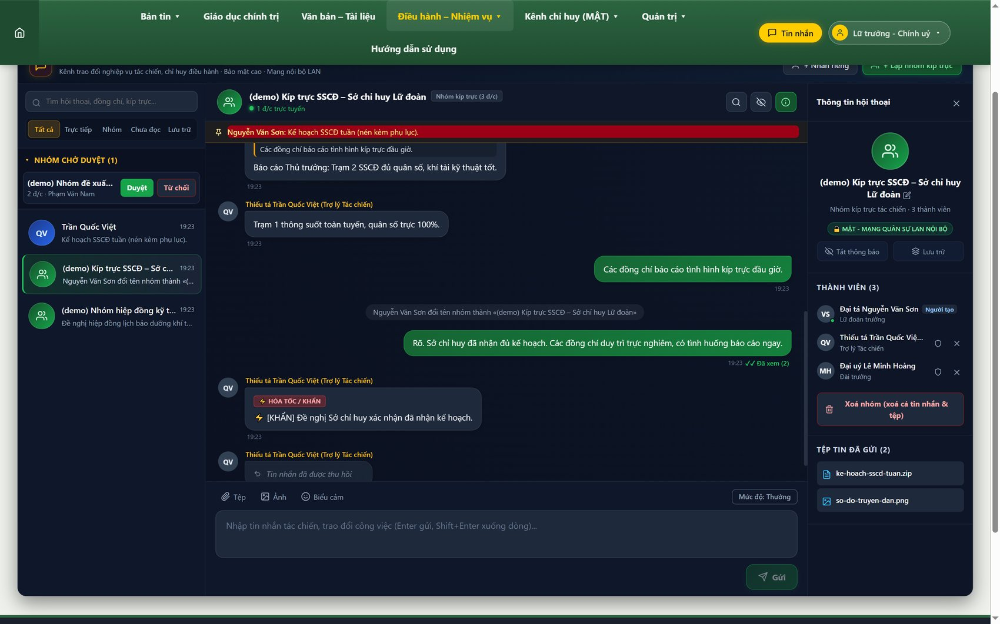 Bản tin
Giáo dục chính trị
Văn bản – Tài liệu
Điều hành – Nhiệm vụ
Kênh chỉ huy (MẬT)
Quản trị
Hướng dẫn sử dụng
Tin nhắn
Lữ trưởng - Chính uỷ
Kênh trao đổi nghiệp vụ tác chiến, chỉ huy điều hành · Bảo mật cao · Mạng nội bộ LAN
+ Nhắn riêng
+ Lập nhóm kíp trực
Tìm hội thoại, đồng chí, kíp trực...
Tất cả
Trực tiếp
Nhóm
Chưa đọc
Lưu trữ
NHÓM CHỜ DUYỆT (1)
(demo) Nhóm đề xuấ...
2 đ/c · Phạm Văn Nam
Duyệt
Từ chối
Trần Quốc Việt
19:23
Kế hoạch SSCĐ tuần (nén kèm phụ lục).
(demo) Kíp trực SSCĐ – Sở c...
19:23
Nguyễn Văn Sơn đổi tên nhóm thành «(...
(demo) Nhóm hiệp đồng kỹ t...
19:23
Đề nghị hiệp đồng lịch bảo dưỡng khí t...
(demo) Kíp trực SSCĐ – Sở chỉ huy Lữ đoàn
Nhóm kíp trực (3 đ/c)
1 đ/c trực tuyến
Nguyễn Văn Sơn: Kế hoạch SSCĐ tuần (nén kèm phụ lục).
Các đồng chí báo cáo tình hình kíp trực đầu giờ.
Báo cáo Thủ trưởng: Trạm 2 SSCĐ đủ quân số, khí tài kỹ thuật tốt.
19:23
QV
Thiếu tá Trần Quốc Việt (Trợ lý Tác chiến)
Trạm 1 thông suốt toàn tuyến, quân số trực 100%.
19:23
Các đồng chí báo cáo tình hình kíp trực đầu giờ.
19:23
Nguyễn Văn Sơn đổi tên nhóm thành «(demo) Kíp trực SSCĐ – Sở chỉ huy Lữ đoàn»
Rõ. Sở chỉ huy đã nhận đủ kế hoạch. Các đồng chí duy trì trực nghiêm, có tình huống báo cáo ngay.
19:23 ✓✓ Đã xem (2)
QV
Thiếu tá Trần Quốc Việt (Trợ lý Tác chiến)
⚡ HỎA TỐC / KHẨN
⚡ [KHẨN] Đề nghị Sở chỉ huy xác nhận đã nhận kế hoạch.
19:23
QV
Thiếu tá Trần Quốc Việt (Trợ lý Tác chiến)
Tin nhắn đã được thu hồi
Tệp
Ảnh
Biểu cảm
Mức độ: Thường
Nhập tin nhắn tác chiến, trao đổi công việc (Enter gửi, Shift+Enter xuống dòng)...
Gửi
Thông tin hội thoại
(demo) Kíp trực SSCĐ – Sở chỉ huy
Lữ đoàn
Nhóm kíp trực tác chiến · 3 thành viên
🔒 MẬT - MẠNG QUÂN SỰ LAN NỘI BỘ
Tắt thông báo
Lưu trữ
THÀNH VIÊN (3)
VS
Đại tá Nguyễn Văn Sơn
Người tạo
Lữ đoàn trưởng
QV
Thiếu tá Trần Quốc Việ...
Trợ lý Tác chiến
MH
Đại uý Lê Minh Hoàng
Đài trưởng
Xoá nhóm (xoá cả tin nhắn &
tệp)
TỆP TIN ĐÃ GỬI (2)
ke-hoach-sscd-tuan.zip
so-do-truyen-dan.png
QV